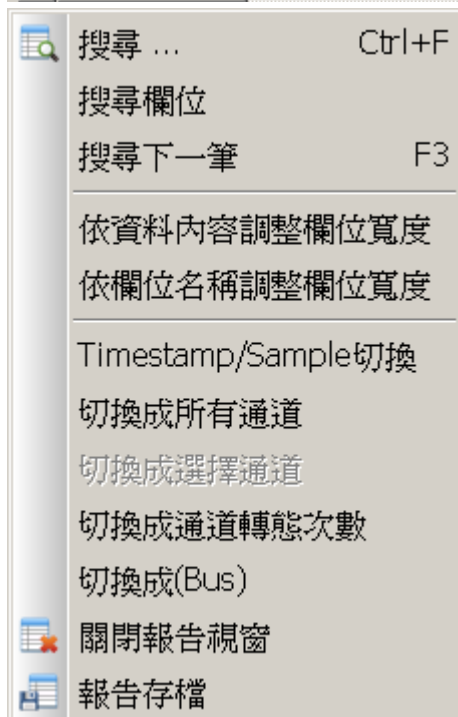 搜尋 ... Ctrl+F
搜尋欄位
搜尋下一筆 F3
依資料內容調整欄位寬度
依欄位名稱調整欄位寬度
Timestamp/Sample切換
切換成所有通道
切換成選擇通道
切換成通道轉態次數
切換成(Bus)
關閉報告視窗
報告存檔